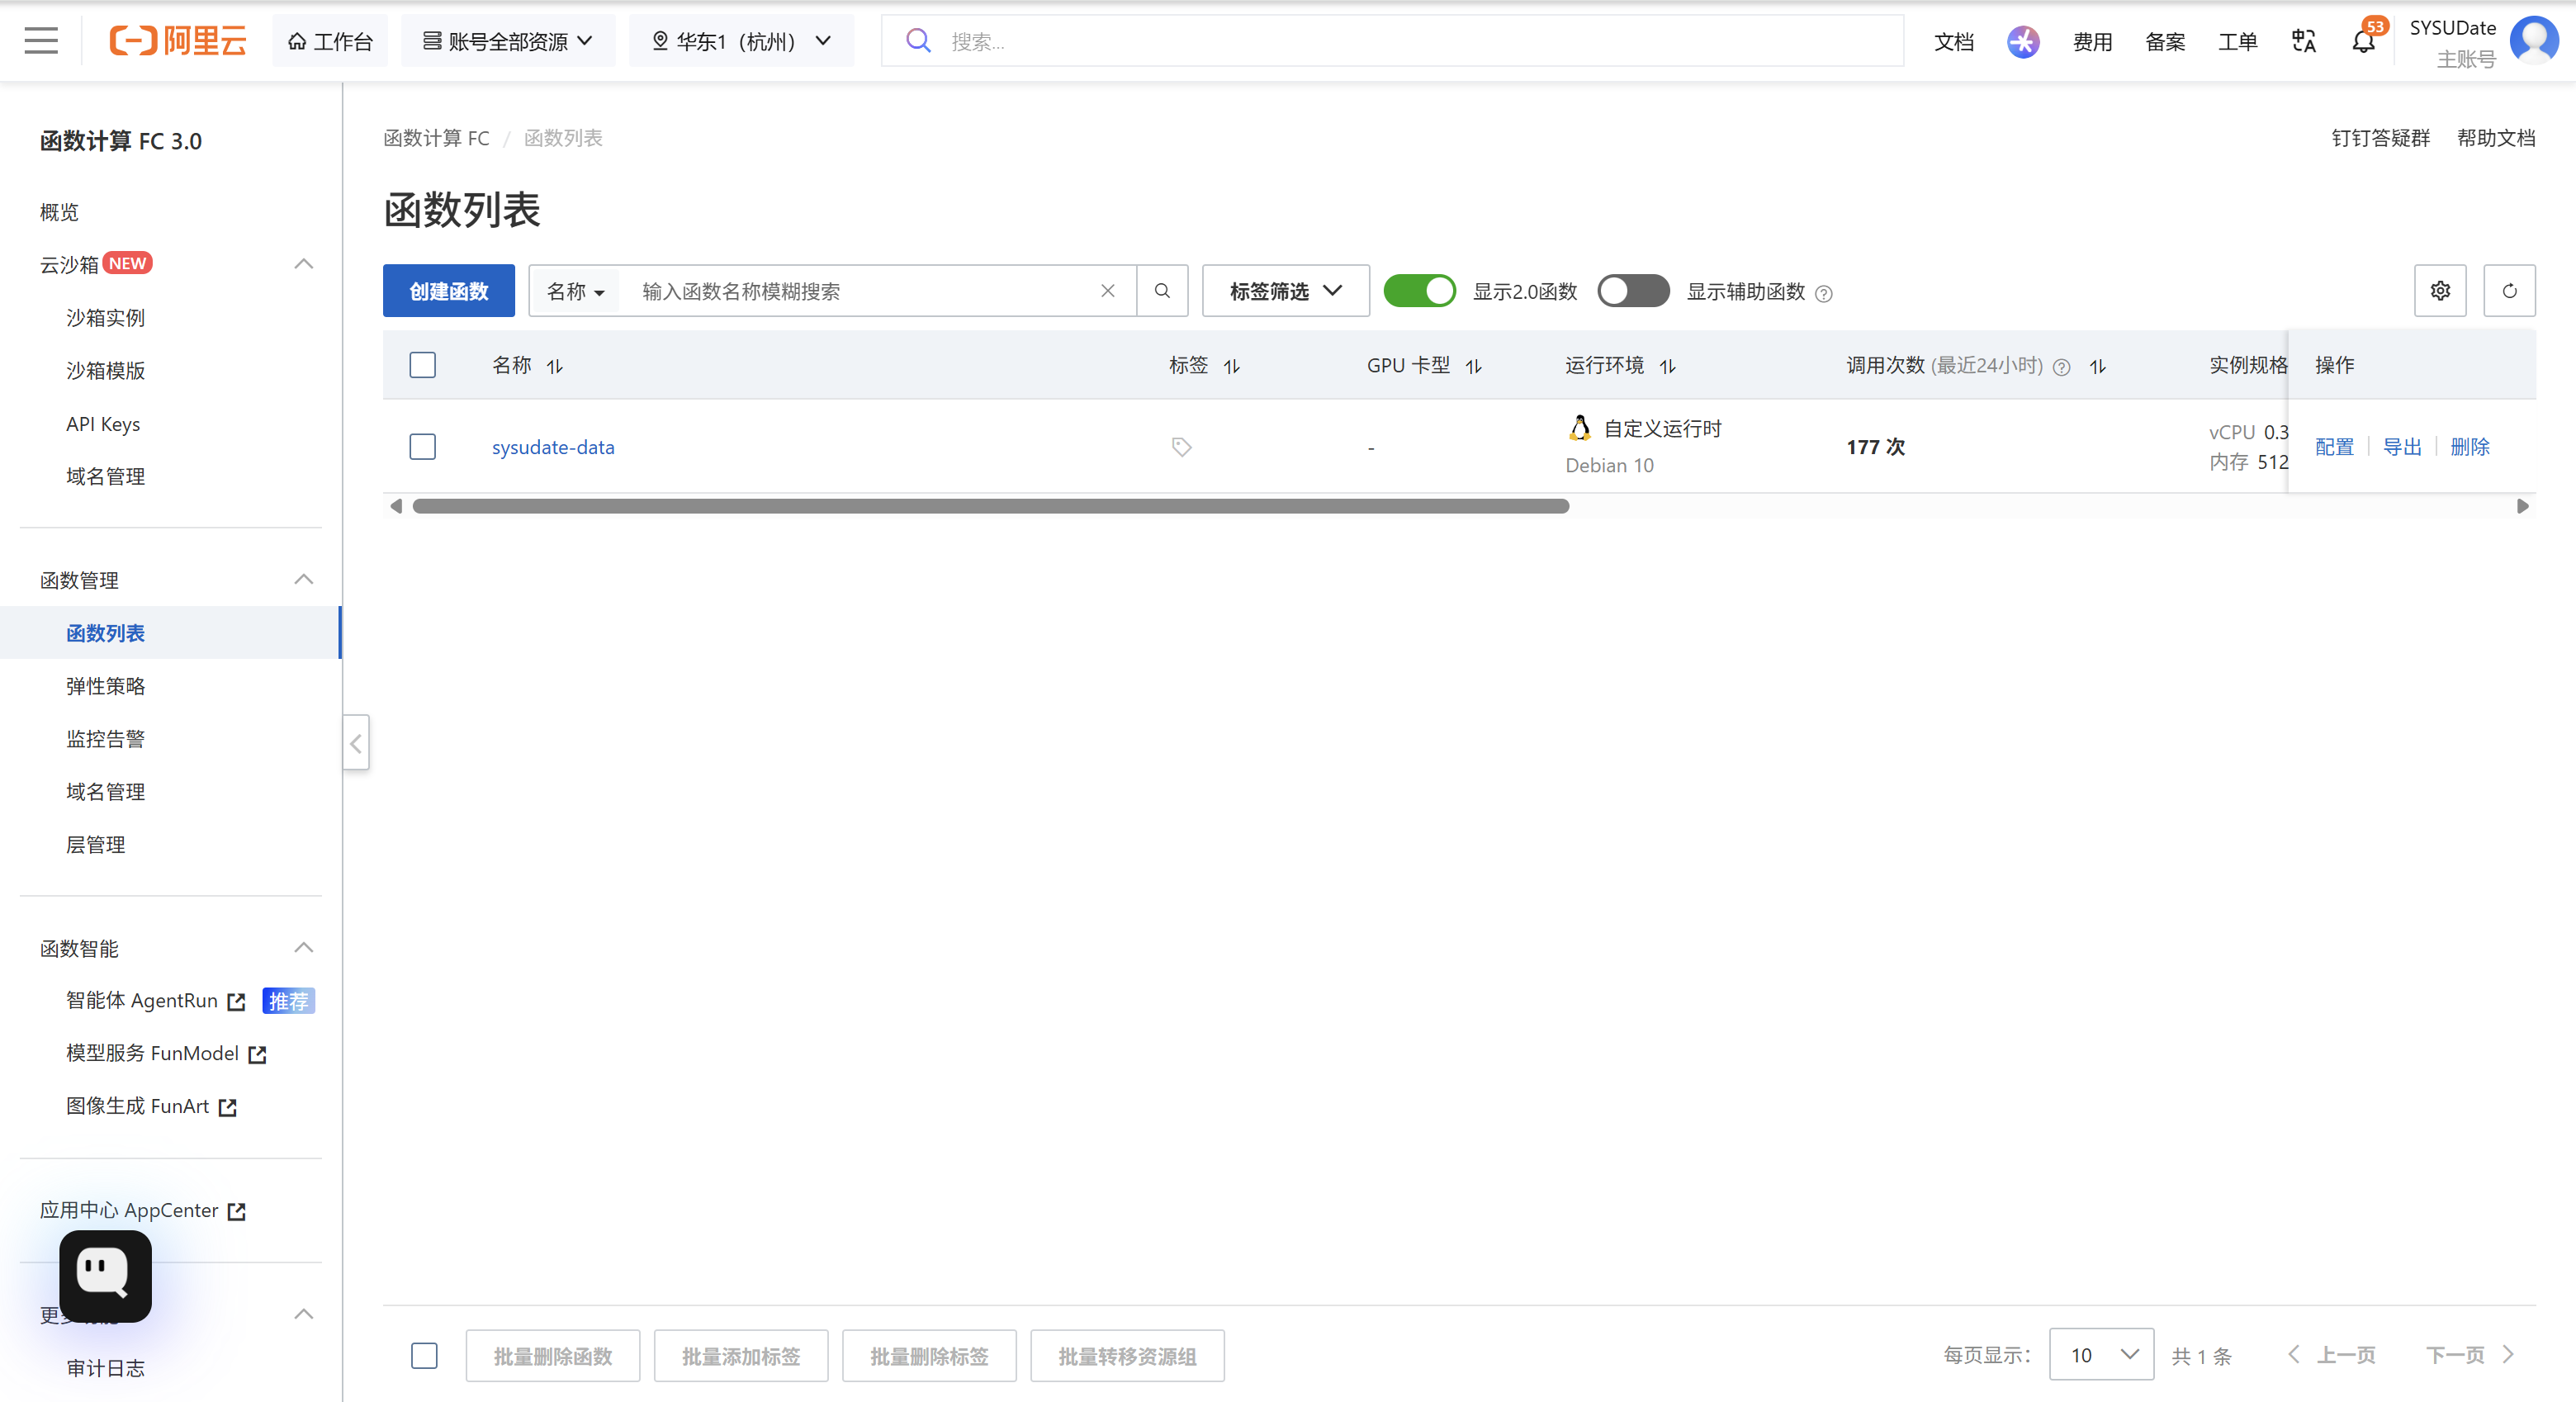 阿里云 工作台 账号全部资源 华东1（杭州） 搜索... 文档 费用 备案 工单 53 SYSUDate
主账号
函数计算 FC 3.0
概览
云沙箱 NEW
沙箱实例
沙箱模版
API Keys
域名管理
函数管理
函数列表
弹性策略
监控告警
域名管理
层管理
函数智能
智能体 AgentRun 推荐
模型服务 FunModel
图像生成 FunArt
应用中心 AppCenter
审计日志
函数计算 FC / 函数列表 钉钉答疑群 帮助文档
函数列表
创建函数 名称 输入函数名称模糊搜索 标签筛选 显示2.0函数 显示辅助函数
名称 标签 GPU 卡型 运行环境 调用次数 (最近24小时) 实例规格 操作
sysudate-data - 自定义运行时 177 次 vCPU 0.3 配置 导出 删除
Debian 10 内存 512
批量删除函数 批量添加标签 批量删除标签 批量转移资源组 每页显示： 10 共 1 条 上一页 下一页